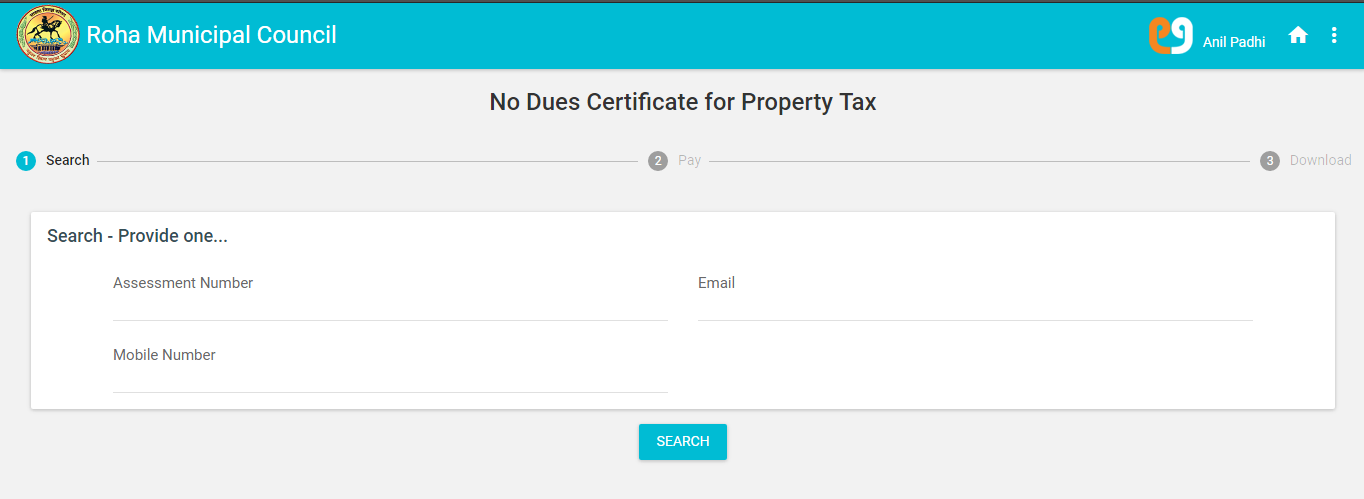 Roha Municipal Council
Anil Padhi
No Dues Certificate for Property Tax
1 Search
2 Pay
3 Download
Search - Provide one...
Assessment Number
Email
Mobile Number
SEARCH